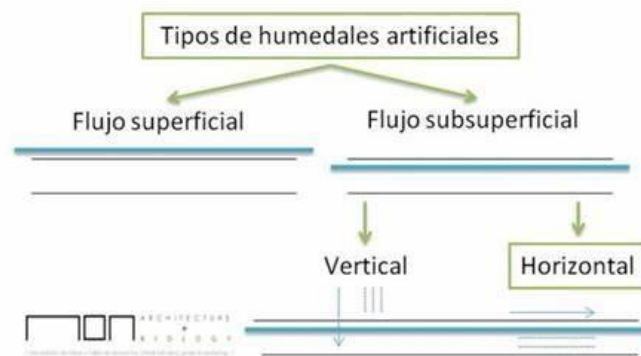 Tipos de humedales artificiales
Flujo superficial
Flujo subsuperficial
Vertical
Horizontal
ARCHITECTURE
+
BIOLOGY